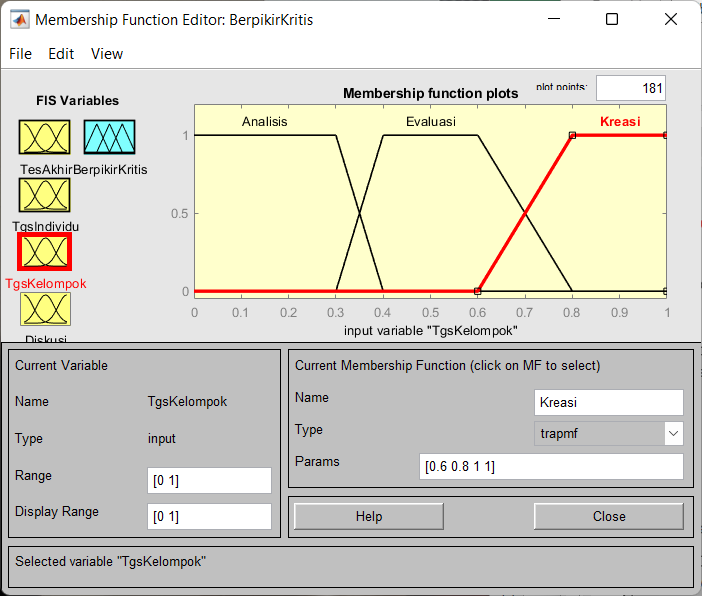 Membership Function Editor: BerpikirKritis
File Edit View
FIS Variables
TesAkhir
BerpikirKritis
TgsIndividu
TgsKelompok
Diskusi
Membership function plots
plot points:
181
Analisis
Evaluasi
Kreasi
1
0.5
0
0 0.1 0.2 0.3 0.4 0.5 0.6 0.7 0.8 0.9 1
input variable "TgsKelompok"
Current Variable
Name TgsKelompok
Type input
Range [0 1]
Display Range [0 1]
Current Membership Function (click on MF to select)
Name Kreasi
Type trapmf
Params [0.6 0.8 1 1]
Help Close
Selected variable "TgsKelompok"